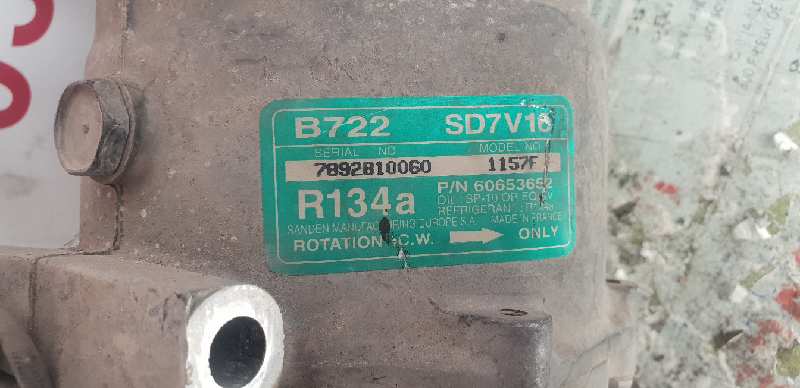 B722 SD7V16
SERIAL NO MODEL NO
7892810060 1157F
R134a P/N 60653652
OIL: SP-10 OR EQUIV
REFRIGERANT
SANDEN MANUFACTURING EUROPE S.A. MADE IN FRANCE
ROTATION C.W. ONLY